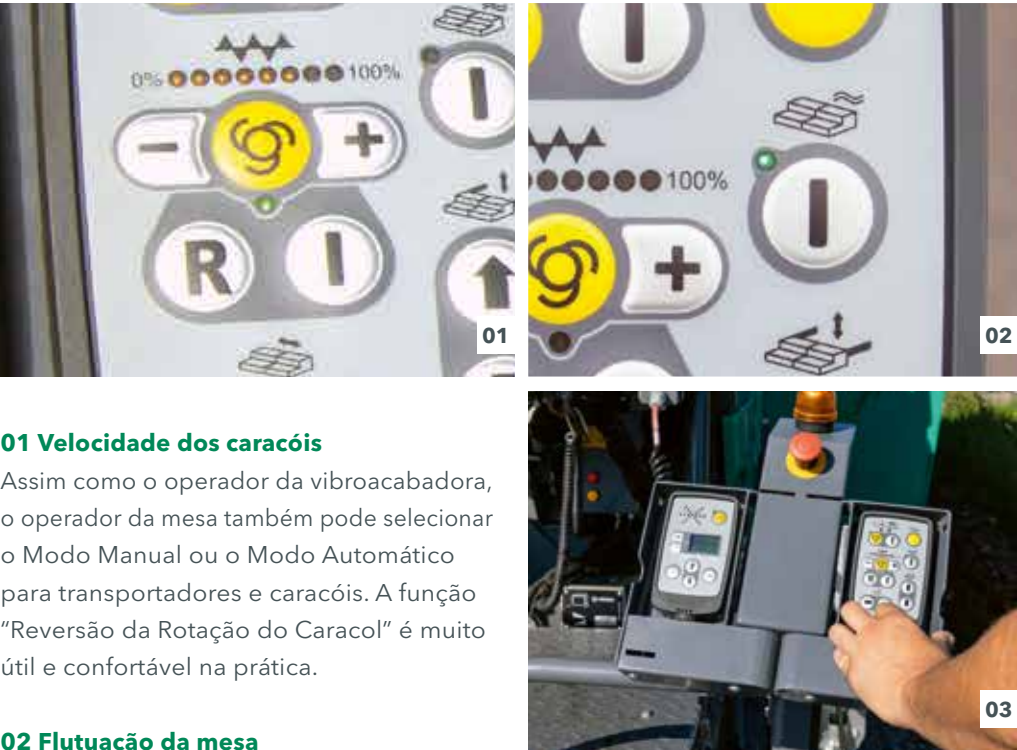 0% 100%
- +
I
R I
01
I
100%
I
+
02
01 Velocidade dos caracóis
Assim como o operador da vibroacabadora,
o operador da mesa também pode selecionar
o Modo Manual ou o Modo Automático
para transportadores e caracóis. A função
“Reversão da Rotação do Caracol” é muito
útil e confortável na prática.
02 Flutuação da mesa
03